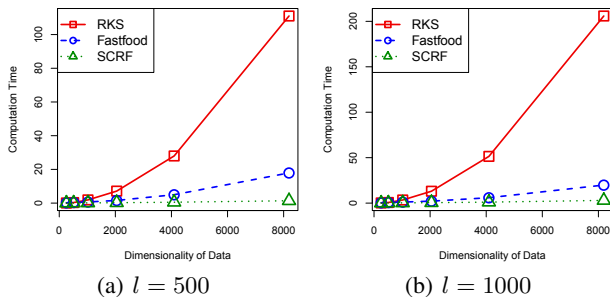 RKS
Fastfood
SCRF
Computation Time
0 20 40 60 80 100
0 2000 4000 6000 8000
Dimensionality of Data
(a) l = 500
RKS
Fastfood
SCRF
Computation Time
0 50 100 150 200
0 2000 4000 6000 8000
Dimensionality of Data
(b) l = 1000